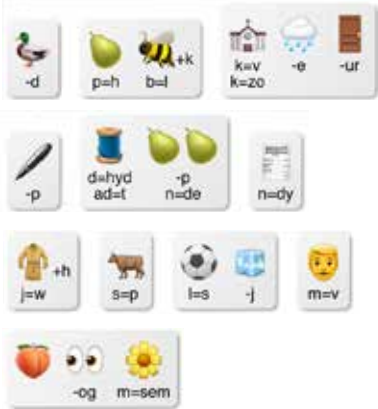 -d p=h b=l +k k=v -e -ur
k=zo
-p d=hyd -p n=dy
ad=t n=de
+h
j=w s=p l=s -j m=v
-og m=sem